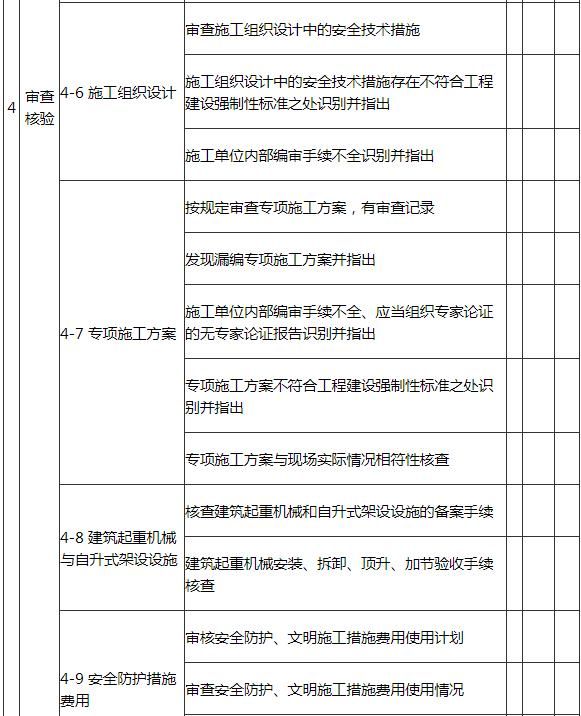 4
审查
核验
4-6 施工组织设计
审查施工组织设计中的安全技术措施
施工组织设计中的安全技术措施存在不符合工程
建设强制性标准之处识别并指出
施工单位内部编审手续不全识别并指出
4-7 专项施工方案
按规定审查专项施工方案，有审查记录
发现漏编专项施工方案并指出
施工单位内部编审手续不全、应当组织专家论证
的无专家论证报告识别并指出
专项施工方案不符合工程建设强制性标准之处识
别并指出
专项施工方案与现场实际情况相符性核查
4-8 建筑起重机械
与自升式架设设施
核查建筑起重机械和自升式架设设施的备案手续
建筑起重机械安装、拆卸、顶升、加节验收手续
核查
4-9 安全防护措施
费用
审核安全防护、文明施工措施费用使用计划
审查安全防护、文明施工措施费用使用情况